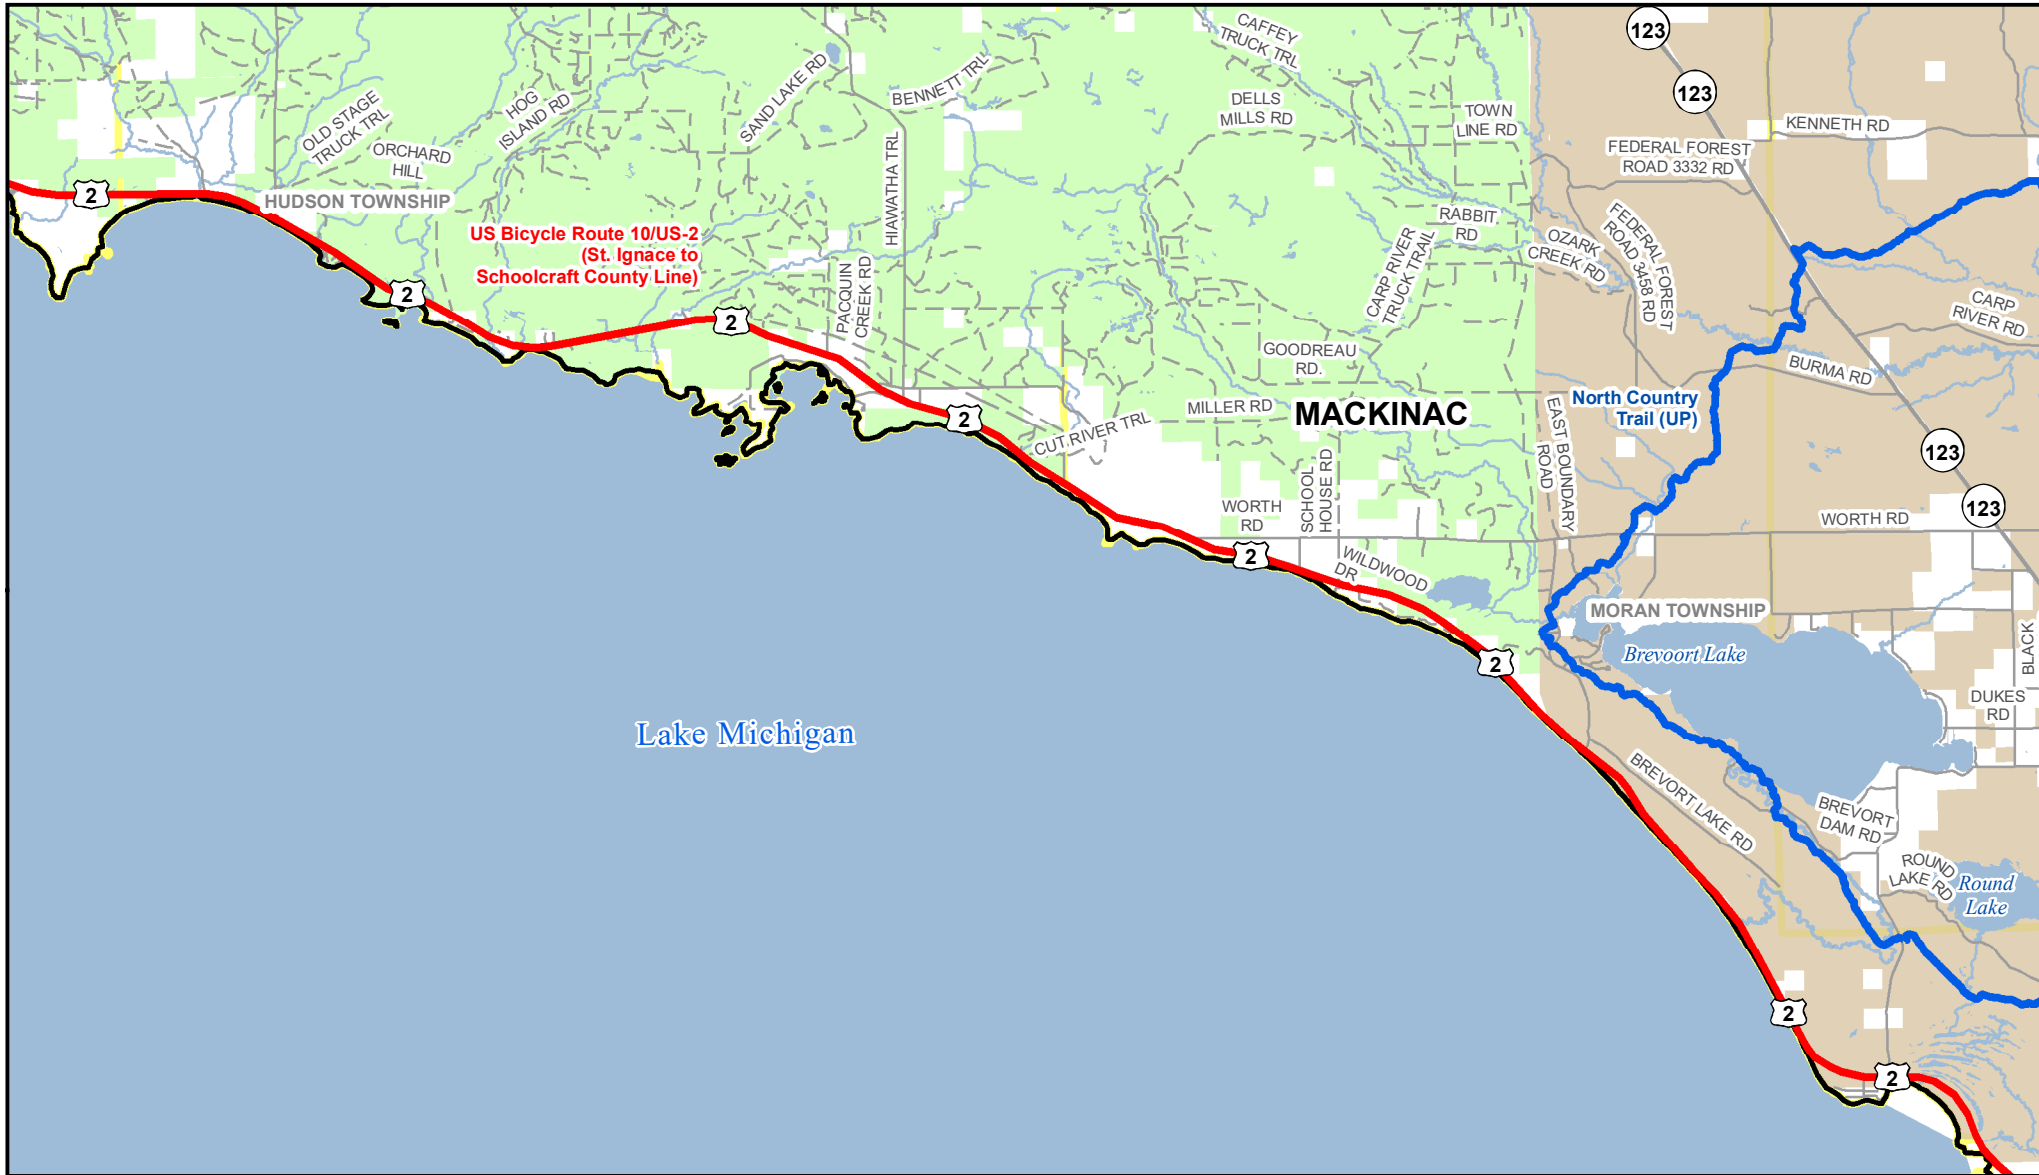 123
CAFFEY
TRUCK TRL
123
SAND LAKE RD
BENNETT TRL
HOG
ISLAND RD
OLD STAGE
TRUCK TRL
DELLS
MILLS RD
TOWN
LINE RD
KENNETH RD
ORCHARD
HILL
FEDERAL FOREST
ROAD 3332 RD
2
HUDSON TOWNSHIP
HIAWATHA TRL
US Bicycle Route 10/US-2
(St. Ignace to
Schoolcraft County Line)
RABBIT
RD
OZARK
CREEK RD
FEDERAL FOREST
ROAD 3458 RD
CARP RIVER
TRUCK TRAIL
PACQUIN
CREEK RD
2
2
CARP
RIVER RD
GOODREAU
RD.
BURMA RD
North Country
Trail (UP)
MILLER RD
MACKINAC
2
CUT RIVER TRL
EAST BOUNDARY
ROAD
123
SCHOOL
HOUSE RD
WORTH
RD
123
WORTH RD
2
WILDWOOD
DR
MORAN TOWNSHIP
Brevoort Lake
BLACK
2
DUKES
RD
Lake Michigan
BREVORT LAKE RD
BREVORT
DAM RD
ROUND
LAKE RD
Round
Lake
2
2